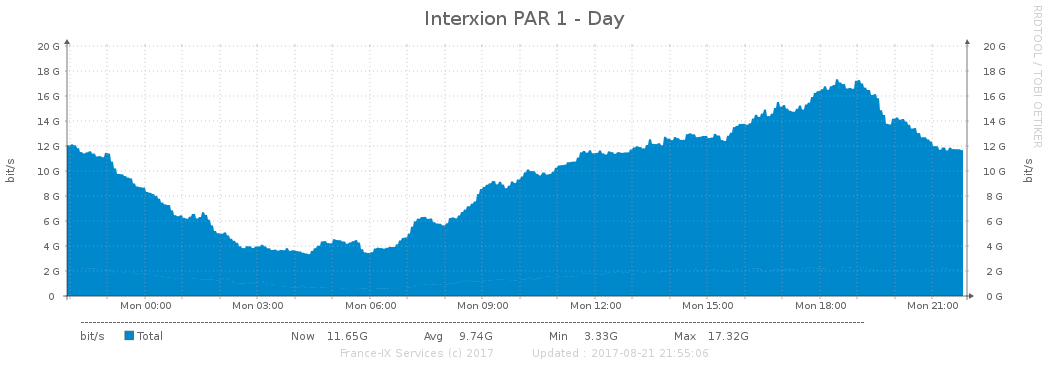 Interxion PAR 1 - Day
RRDTOOL / TOBI OETIKER
20 G 20 G
18 G 18 G
16 G 16 G
14 G 14 G
12 G 12 G
10 G 10 G
8 G 8 G
6 G 6 G
4 G 4 G
2 G 2 G
0 0 G
bit/s bit/s
Mon 00:00 Mon 03:00 Mon 06:00 Mon 09:00 Mon 12:00 Mon 15:00 Mon 18:00 Mon 21:00
bit/s Total Now 11.65G Avg 9.74G Min 3.33G Max 17.32G
France-IX Services (c) 2017 Updated : 2017-08-21 21:55:06